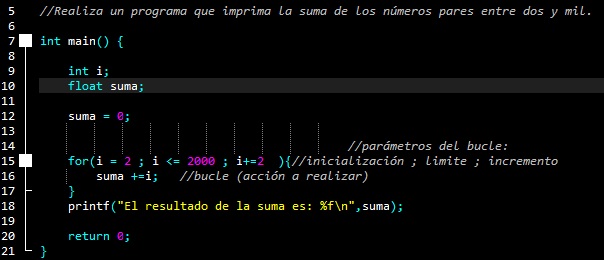 5 //Realiza un programa que imprima la suma de los números pares entre dos y mil.
6
7 int main() {
8
9 int i;
10 float suma;
11
12 suma = 0;
13
14 //parámetros del bucle:
15 for(i = 2 ; i <= 2000 ; i+=2 ){//inicialización ; limite ; incremento
16 suma +=i; //bucle (acción a realizar)
17 }
18 printf("El resultado de la suma es: %f\n",suma);
19
20 return 0;
21 }